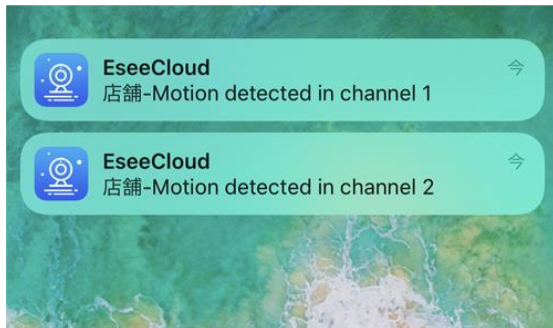 EseeCloud
今
店舗-Motion detected in channel 1
EseeCloud
今
店舗-Motion detected in channel 2